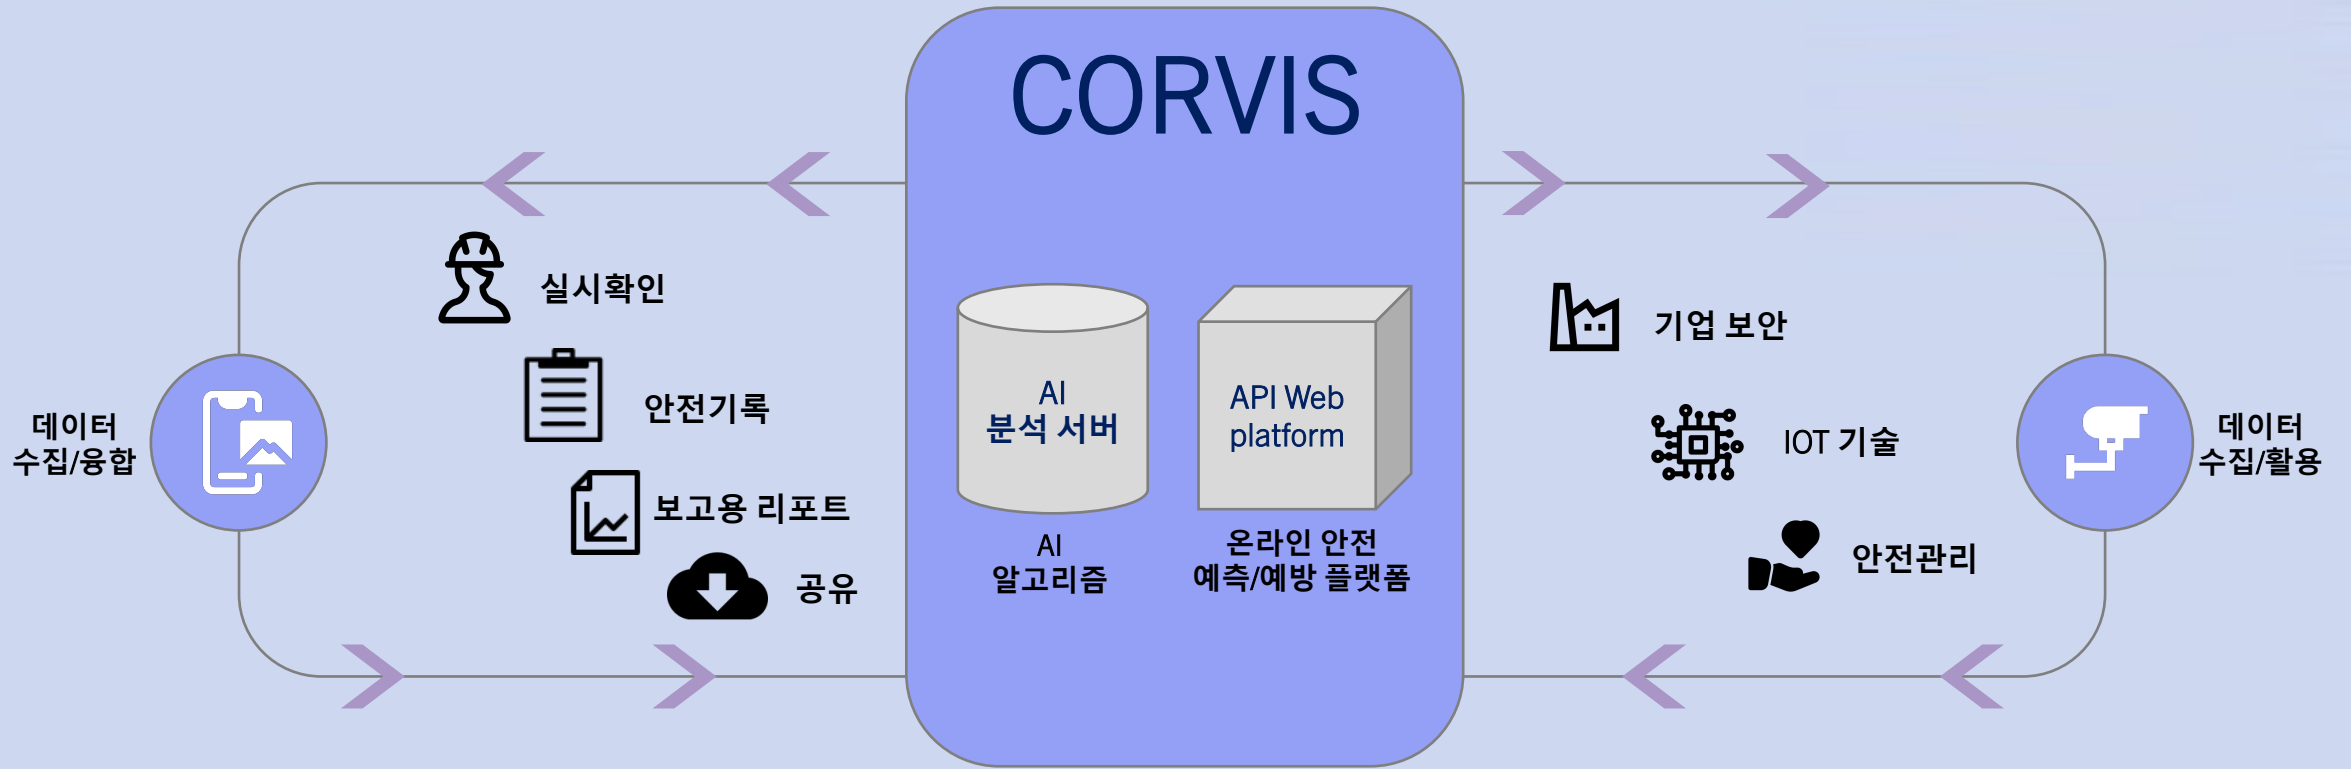 CORVIS
데이터
수집/융합
실시확인
안전기록
보고용 리포트
공유
AI
분석 서버
AI
알고리즘
API Web
platform
온라인 안전
예측/예방 플랫폼
기업 보안
IOT 기술
안전관리
데이터
수집/활용